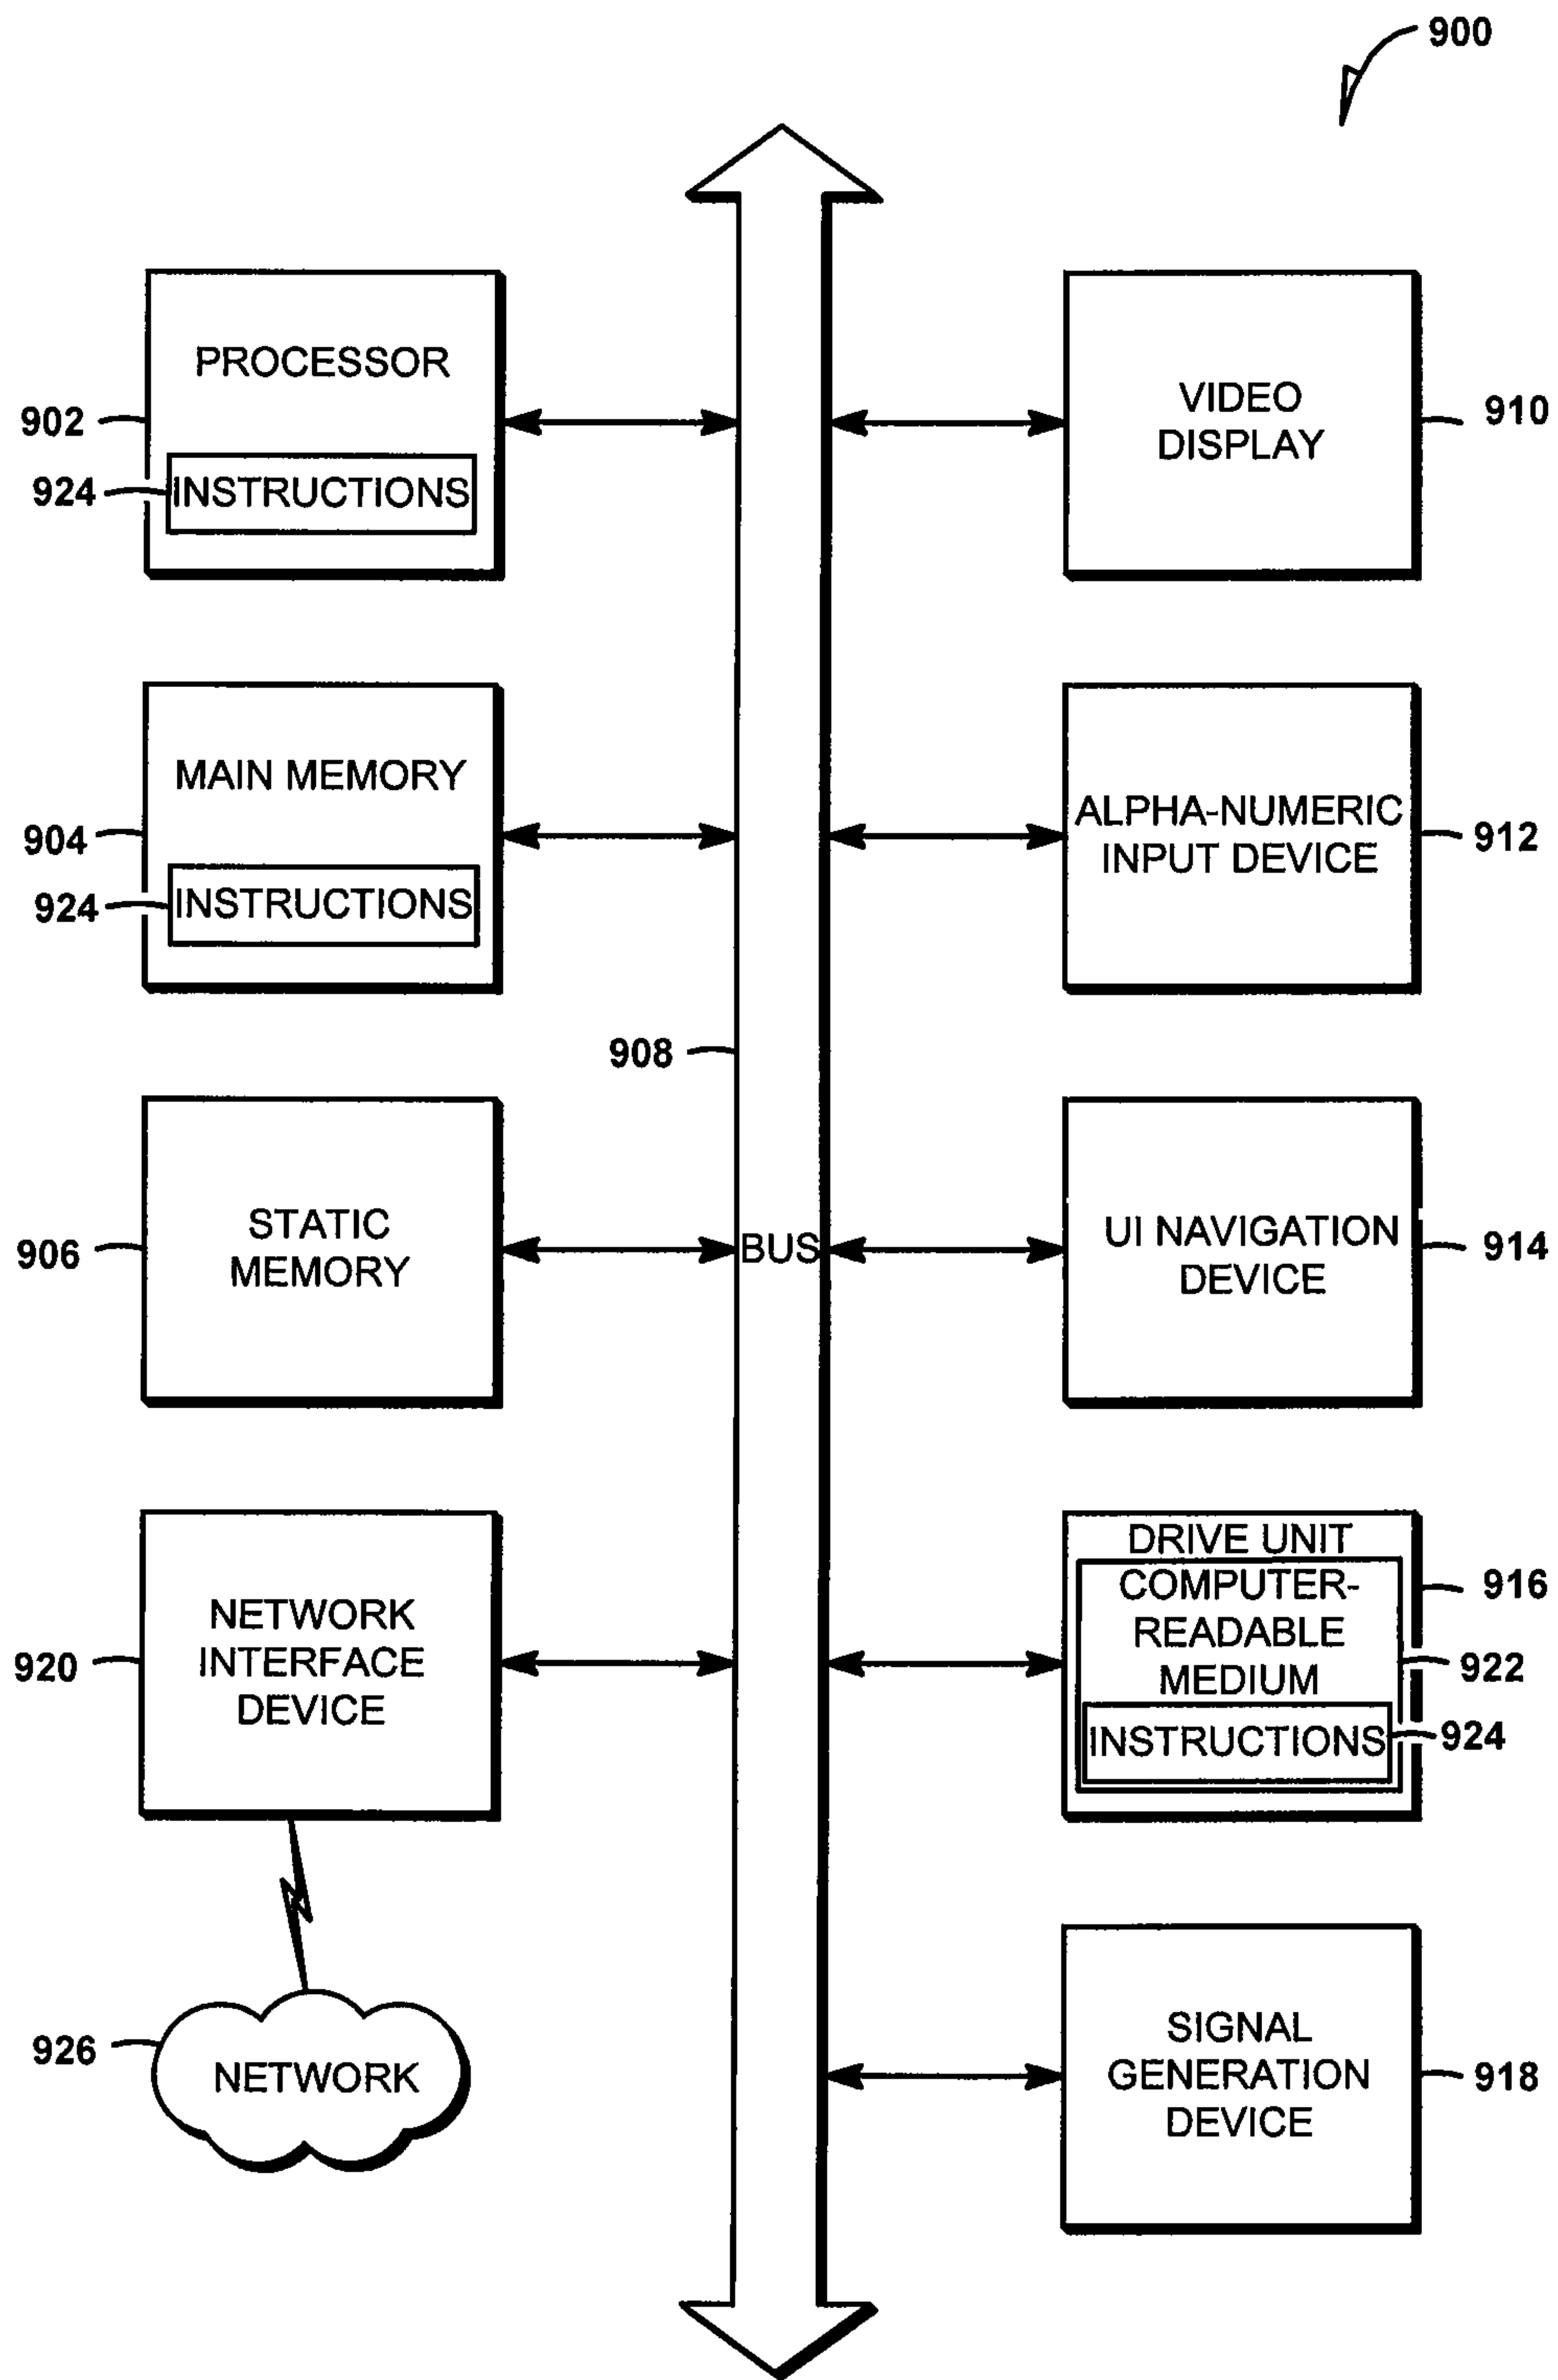 900
PROCESSOR
902
924
INSTRUCTIONS
VIDEO
DISPLAY
910
MAIN MEMORY
904
924
INSTRUCTIONS
ALPHA-NUMERIC
INPUT DEVICE
912
908
STATIC
MEMORY
906
BUS
UI NAVIGATION
DEVICE
914
NETWORK
INTERFACE
DEVICE
920
DRIVE UNIT
COMPUTER-
READABLE
MEDIUM
916
922
INSTRUCTIONS
924
926
NETWORK
SIGNAL
GENERATION
DEVICE
918